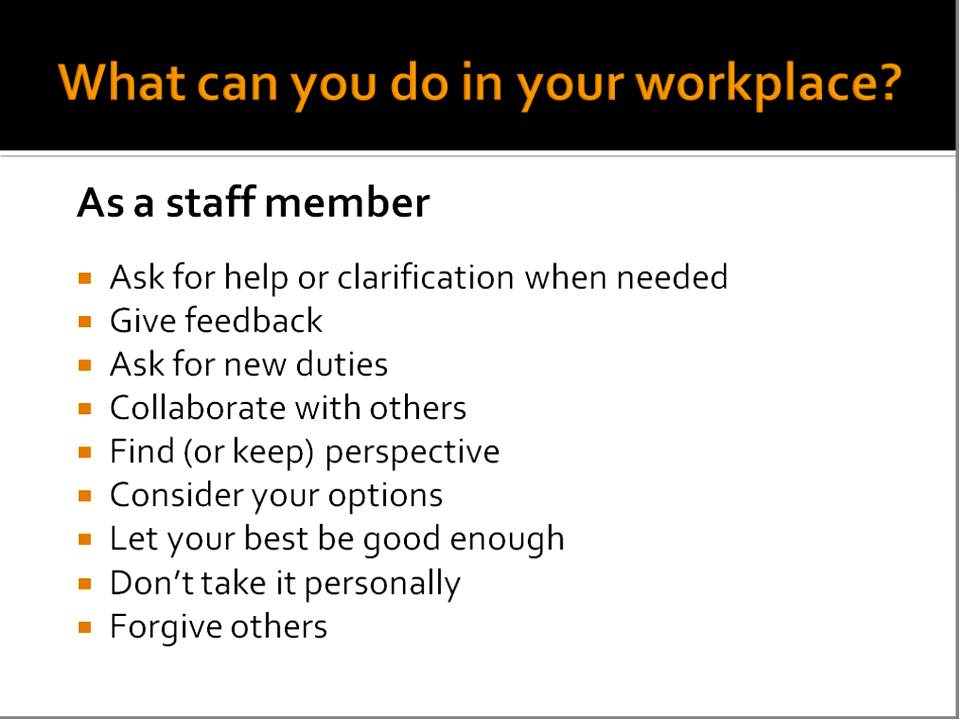 What can you do in your workplace?
As a staff member
Ask for help or clarification when needed
Give feedback
Ask for new duties
Collaborate with others
Find (or keep) perspective
Consider your options
Let your best be good enough
Don’t take it personally
Forgive others